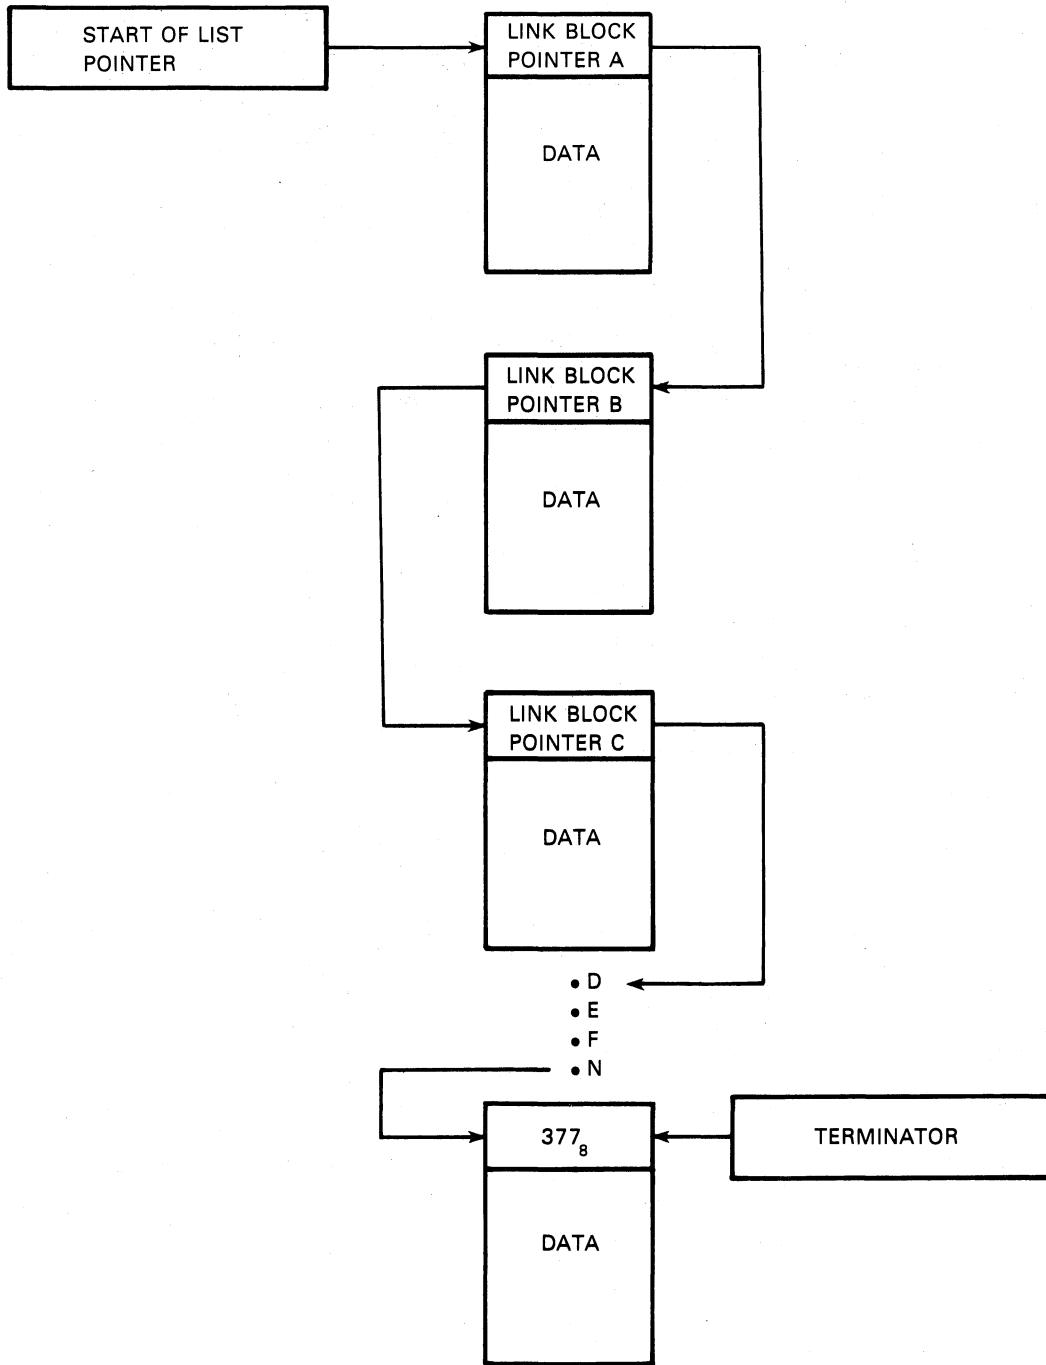 START OF LIST
POINTER
LINK BLOCK
POINTER A
DATA
LINK BLOCK
POINTER B
DATA
LINK BLOCK
POINTER C
DATA
• D
• E
• F
• N
377₈
TERMINATOR
DATA